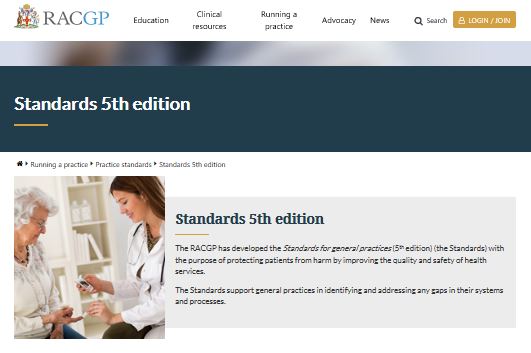 RACGP
Education
Clinical
resources
Running a
practice
Advocacy
News
Search
LOGIN / JOIN
Standards 5th edition
Running a practice
Practice standards
Standards 5th edition
Standards 5th edition
The RACGP has developed the Standards for general practices (5th edition) (the Standards) with
the purpose of protecting patients from harm by improving the quality and safety of health
services.
The Standards support general practices in identifying and addressing any gaps in their systems
and processes.